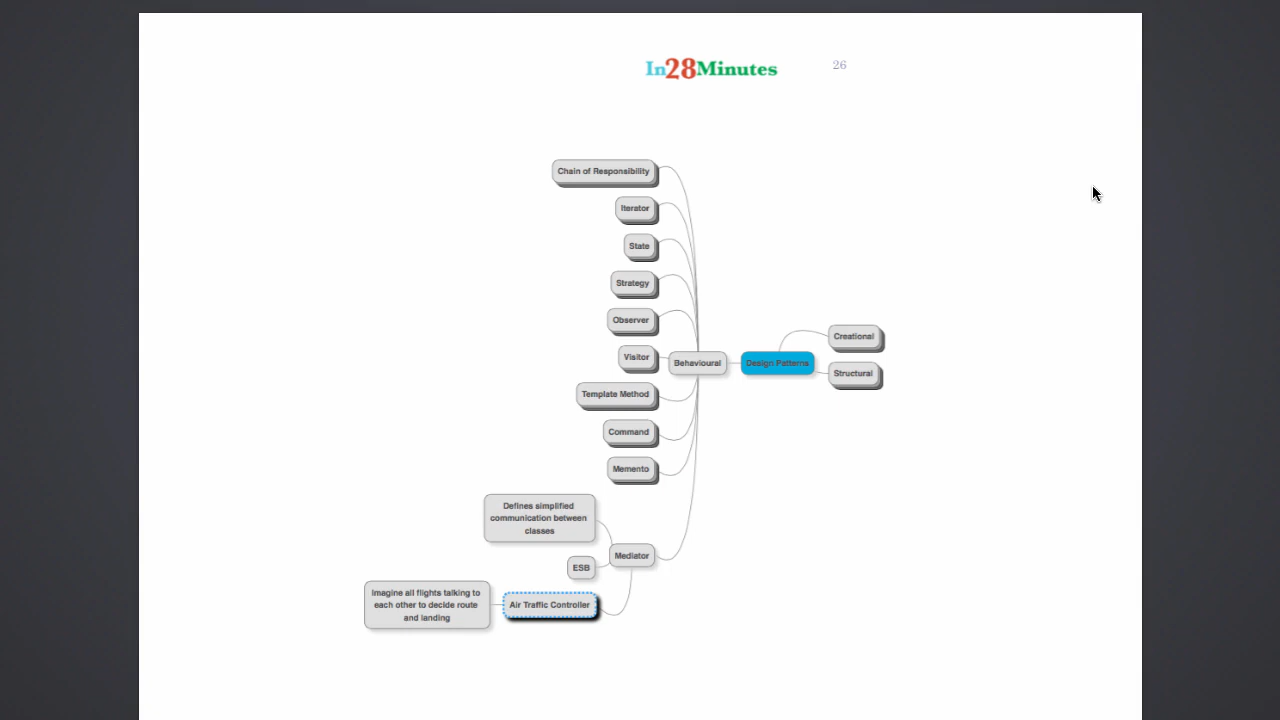 In28Minutes
26
Chain of Responsibility
Iterator
State
Strategy
Observer
Visitor
Behavioural
Design Patterns
Creational
Structural
Template Method
Command
Memento
Defines simplified
communication between
classes
Mediator
ESB
Imagine all flights talking to
each other to decide route
and landing
Air Traffic Controller